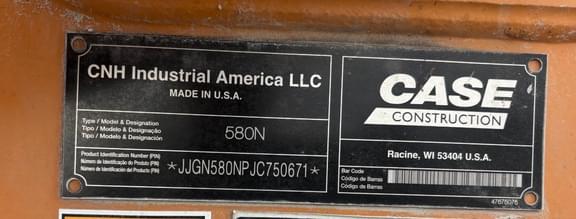 CNH Industrial America LLC
MADE IN U.S.A.
Type / Model & Designation
Tipo / Modelo & Designação
Tipo / Modelo & Designación
580N
Product Identification Number (PIN)
Número de Identificação do Produto (PIN)
Número de Identificación del Producto (PIN)
*JJGN580NPJC750671*
CASE
CONSTRUCTION
Racine, WI 53404 U.S.A.
Bar Code
Código de Barras
Código de Barras
47675076